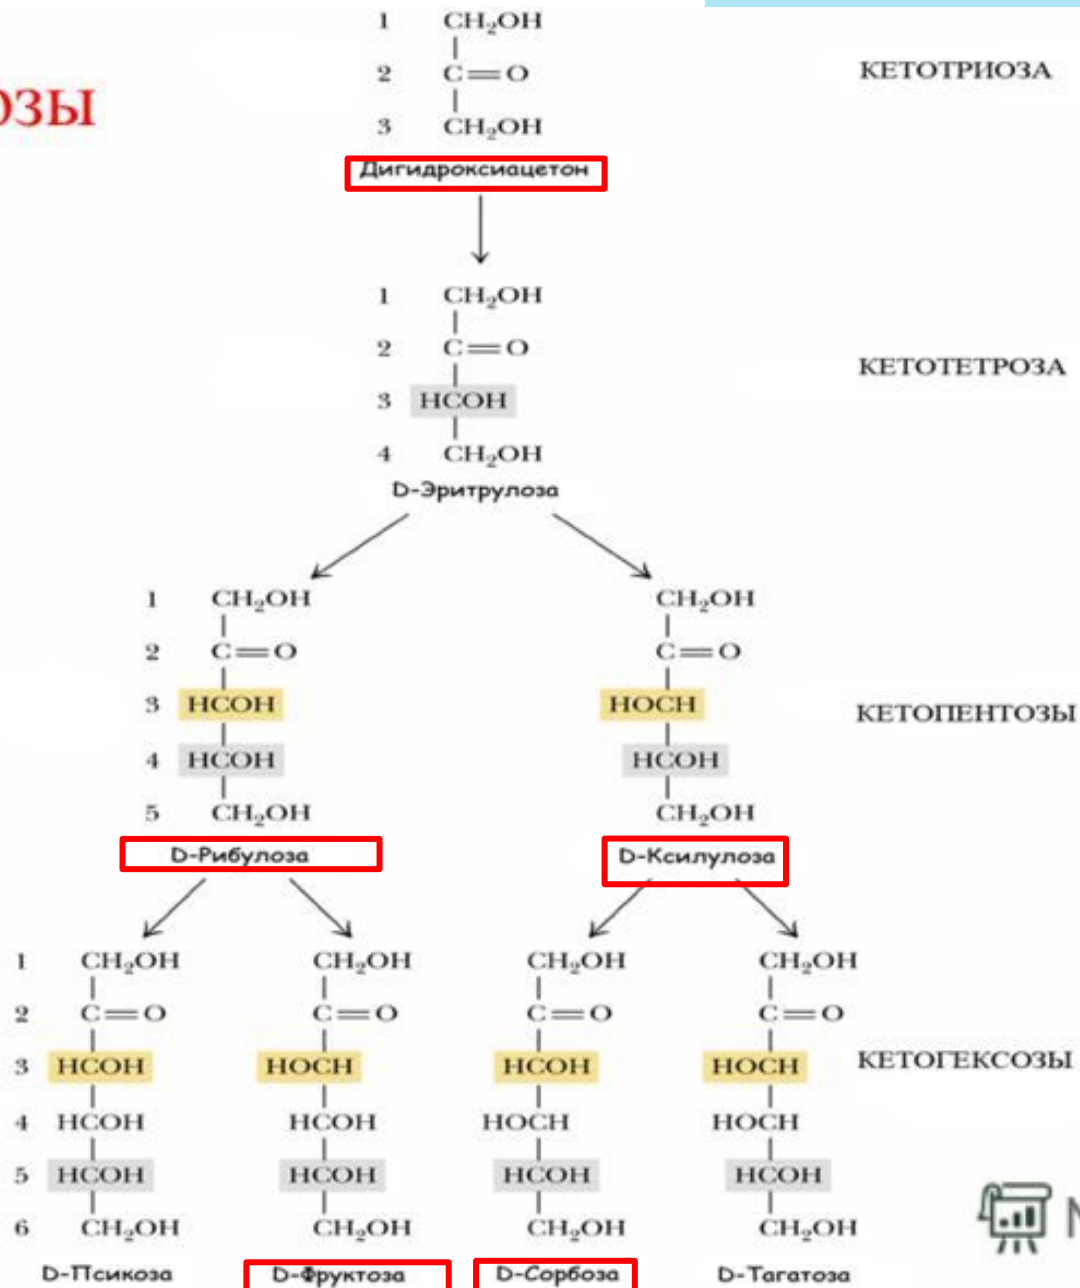 ОЗЫ
1 CH₂OH
2 C=O КЕТОТРИОЗА
3 CH₂OH
Дигидроксиацетон
1 CH₂OH
2 C=O КЕТОТЕТРОЗА
3 HCOH
4 CH₂OH
D-Эритрулоза
1 CH₂OH CH₂OH
2 C=O C=O
3 HCOH HOCH КЕТОПЕНТОЗЫ
4 HCOH HCOH
5 CH₂OH CH₂OH
D-Рибулоза D-Ксилулоза
1 CH₂OH CH₂OH CH₂OH CH₂OH
2 C=O C=O C=O C=O
3 HCOH HOCH HCOH HOCH КЕТОГЕКСОЗЫ
4 HCOH HCOH HOCH HOCH
5 HCOH HCOH HCOH HCOH
6 CH₂OH CH₂OH CH₂OH CH₂OH
D-Псикоза D-Фруктоза D-Сорбоза D-Тагатоза